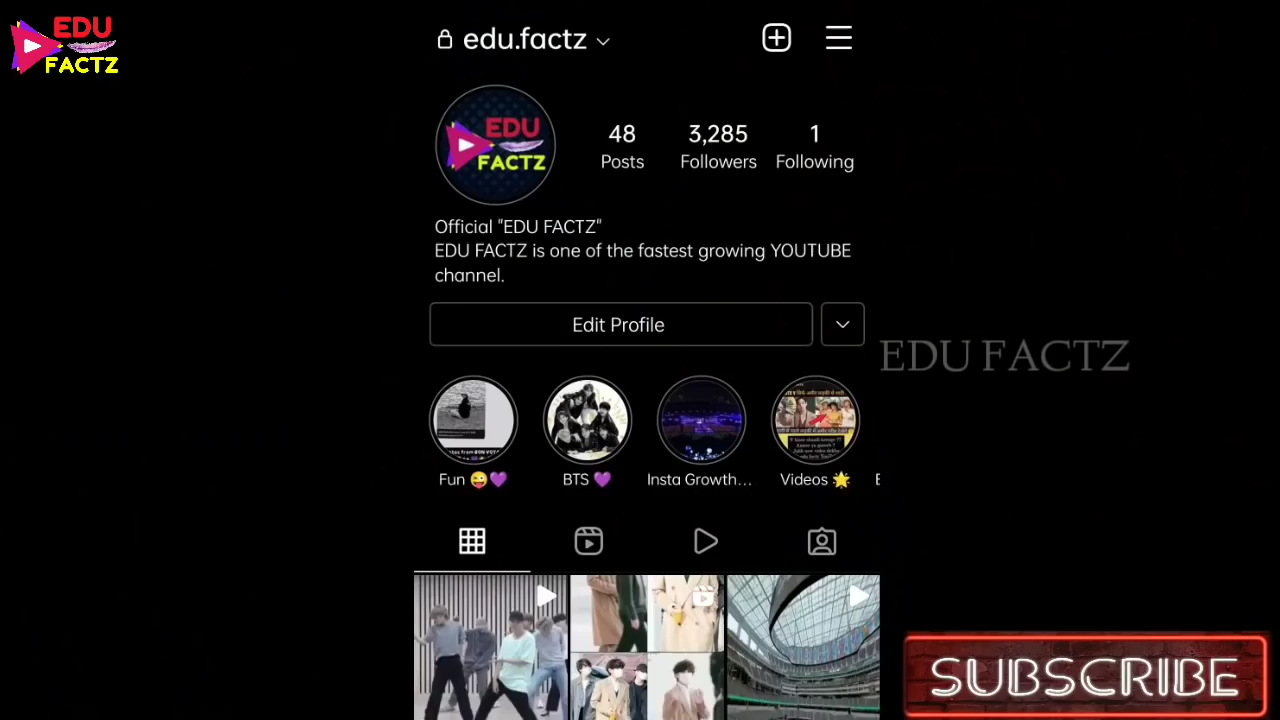 EDU
FACTZ
edu.factz
EDU
FACTZ
48
Posts
3,285
Followers
1
Following
Official "EDU FACTZ"
EDU FACTZ is one of the fastest growing YOUTUBE
channel.
Edit Profile
EDU FACTZ
Fun 😜💜
BTS 💜
Insta Growth...
Videos 🌟
SUBSCRIBE